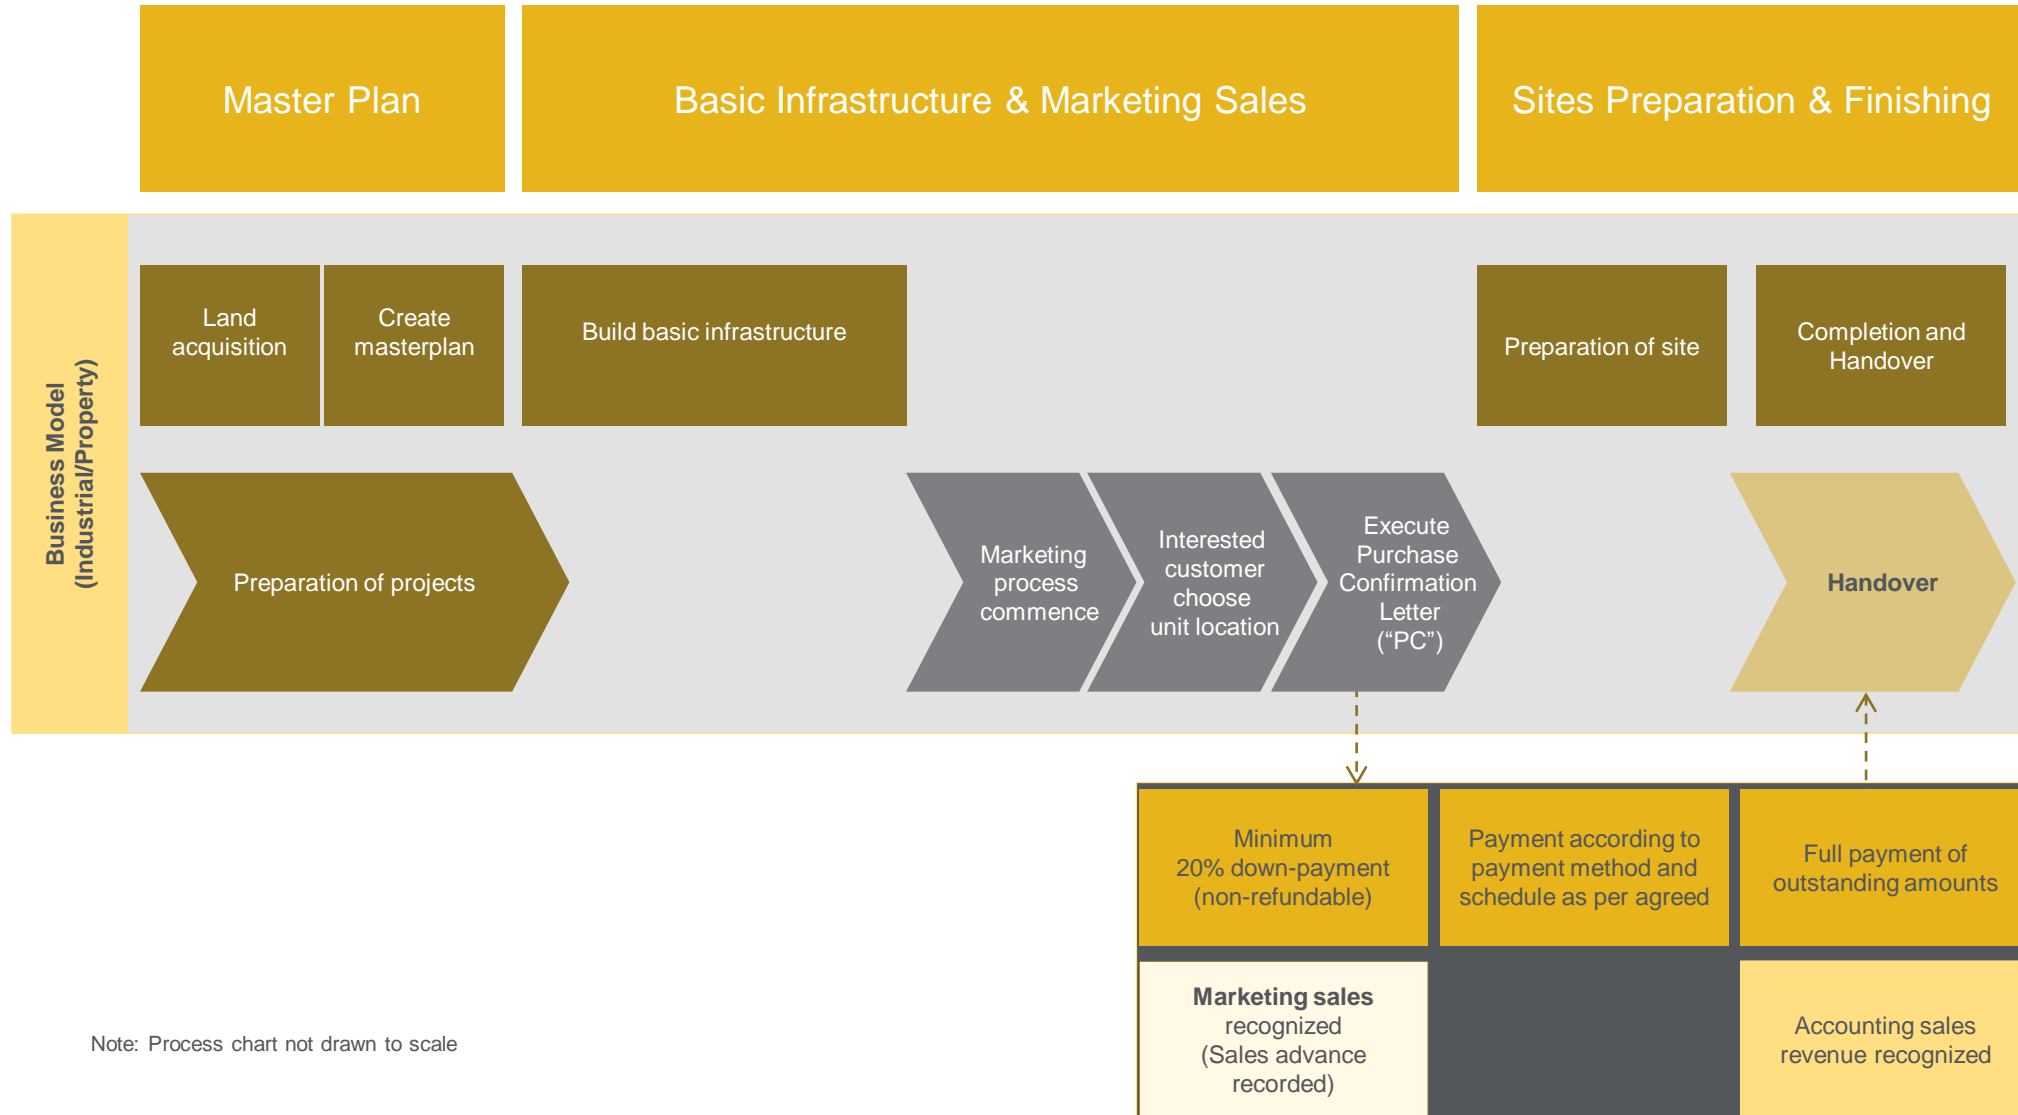 Master Plan
Basic Infrastructure & Marketing Sales
Sites Preparation & Finishing
Business Model
(Industrial/Property)
Land
acquisition
Create
masterplan
Build basic infrastructure
Preparation of site
Completion and
Handover
Preparation of projects
Marketing
process
commence
Interested
customer
choose
unit location
Execute
Purchase
Confirmation
Letter
(“PC”)
Handover
Minimum
20% down-payment
(non-refundable)
Payment according to
payment method and
schedule as per agreed
Full payment of
outstanding amounts
Marketing sales
recognized
(Sales advance
recorded)
Accounting sales
revenue recognized
Note: Process chart not drawn to scale